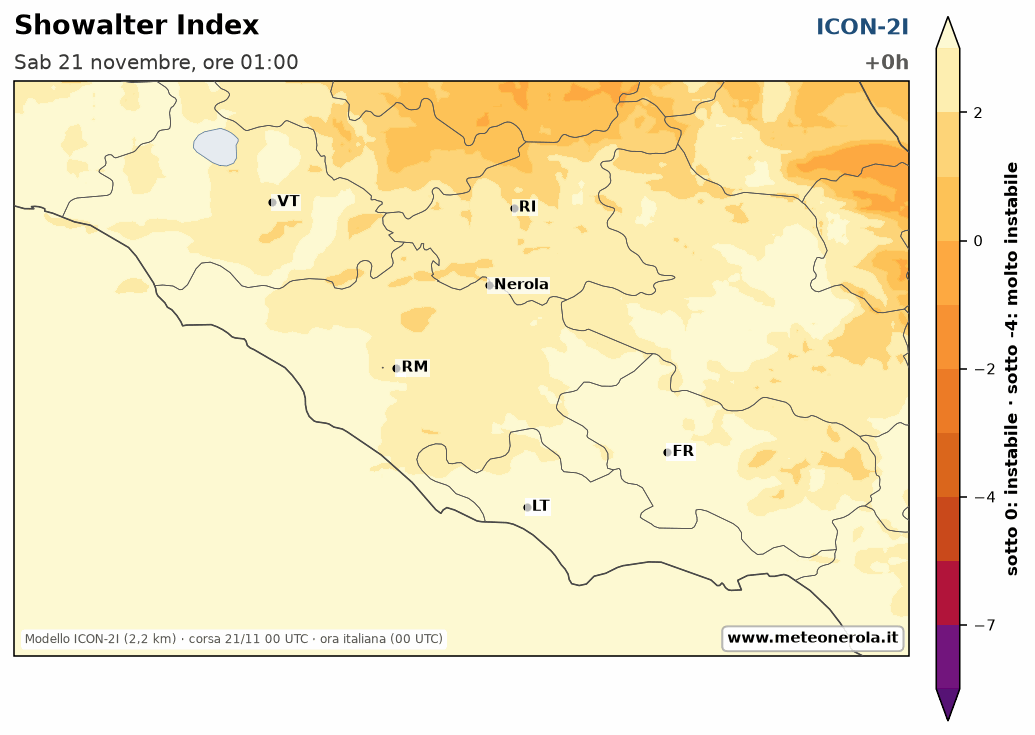 Showalter Index
ICON-2I
Sab 21 novembre, ore 01:00
+0h
VT
RI
Nerola
RM
FR
LT
Modello ICON-2I (2,2 km) · corsa 21/11 00 UTC · ora italiana (00 UTC)
www.meteonerola.it
2
0
−2
−4
−7
sotto 0: instabile · sotto -4: molto instabile